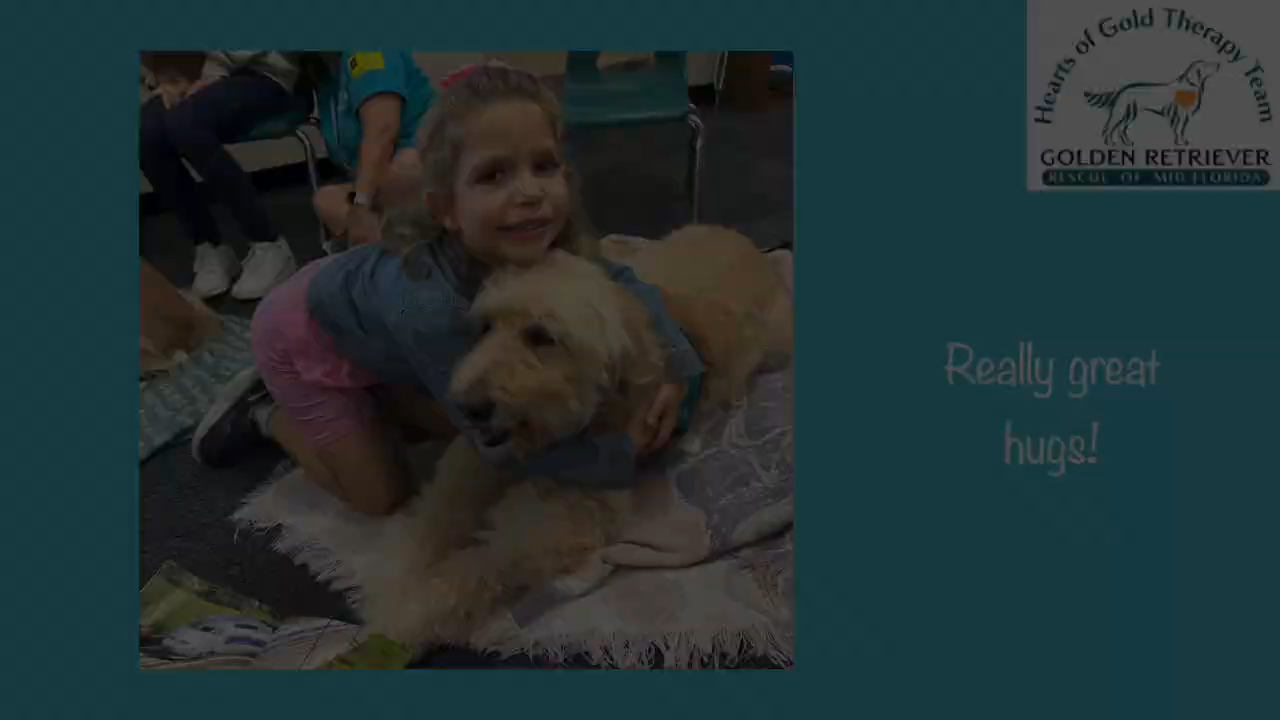 Hearts of Gold Therapy Team
GOLDEN RETRIEVER
RESCUE OF MID-FLORIDA
Really great
hugs!